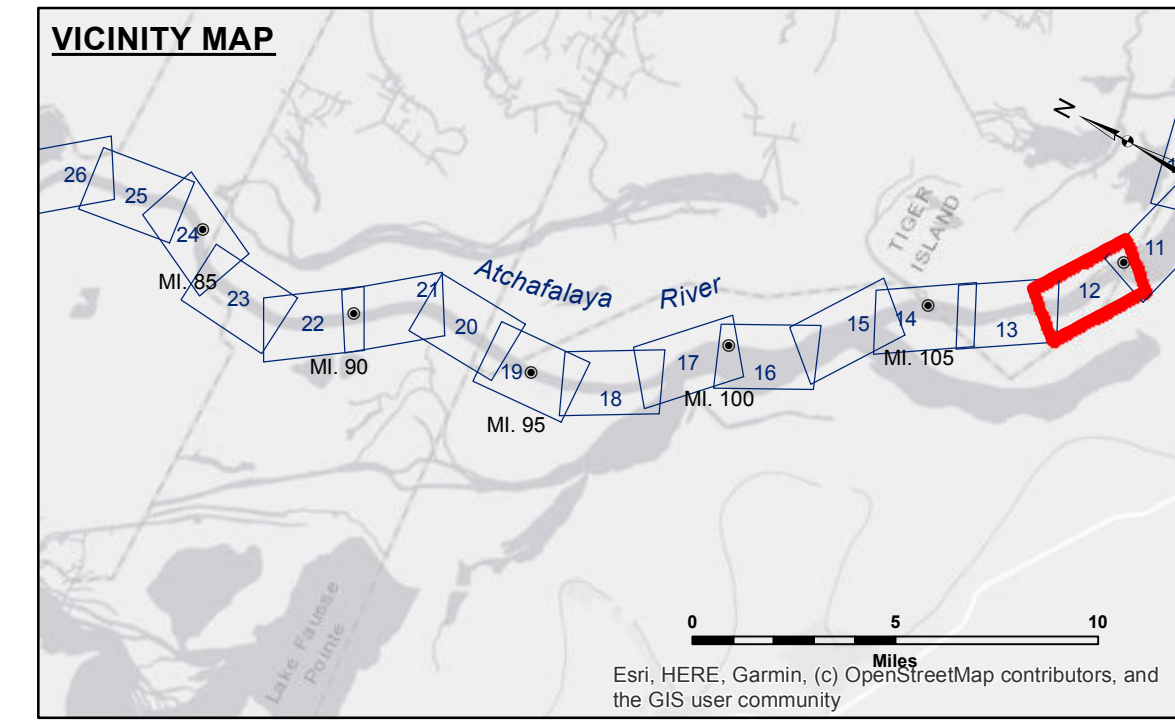 VICINITY MAP
N
26
25
24
MI. 85
23
22
21
MI. 90
20
19
MI. 95
18
17
MI. 100
16
15
14
MI. 105
13
12
11
Atchafalaya River
TIGER
ISLAND
Lake Fausse
Pointe
0 5 10
Miles
Esri, HERE, Garmin, (c) OpenStreetMap contributors, and
the GIS user community